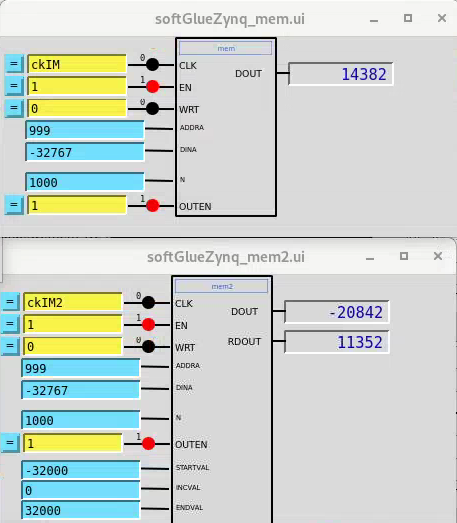 softGlueZynq_mem.ui
mem
= ckIM 0 CLK DOUT 14382
= 1 1 EN
= 0 0 WRT
999 ADDRA
-32767 DINA
1000 N
= 1 1 OUTEN
softGlueZynq_mem2.ui
mem2
= ckIM2 0 CLK DOUT -20842
= 1 1 EN
= 0 0 WRT RDOUT 11352
999 ADDRA
-32767 DINA
1000 N
= 1 1 OUTEN
-32000 STARTVAL
0 INCVAL
32000 ENDVAL